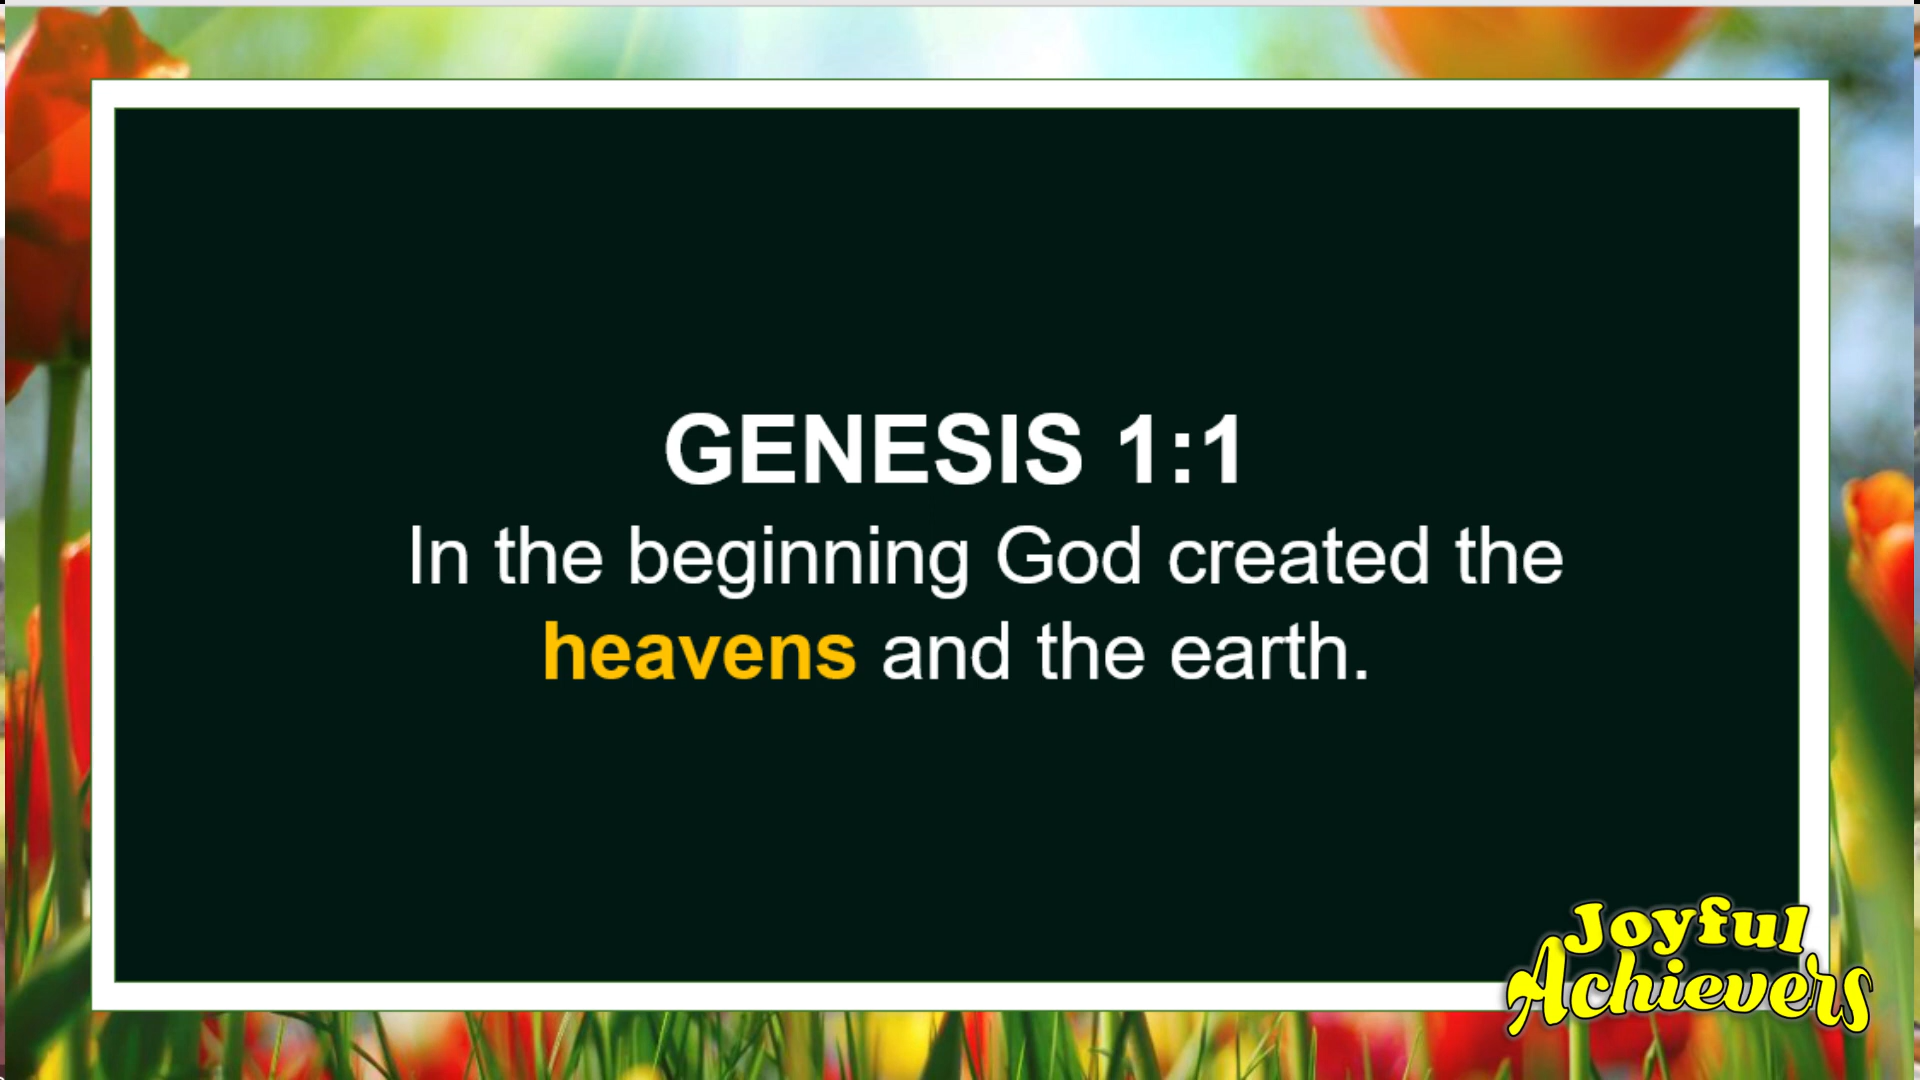 GENESIS 1:1
In the beginning God created the
heavens and the earth.
Joyful
Achievers